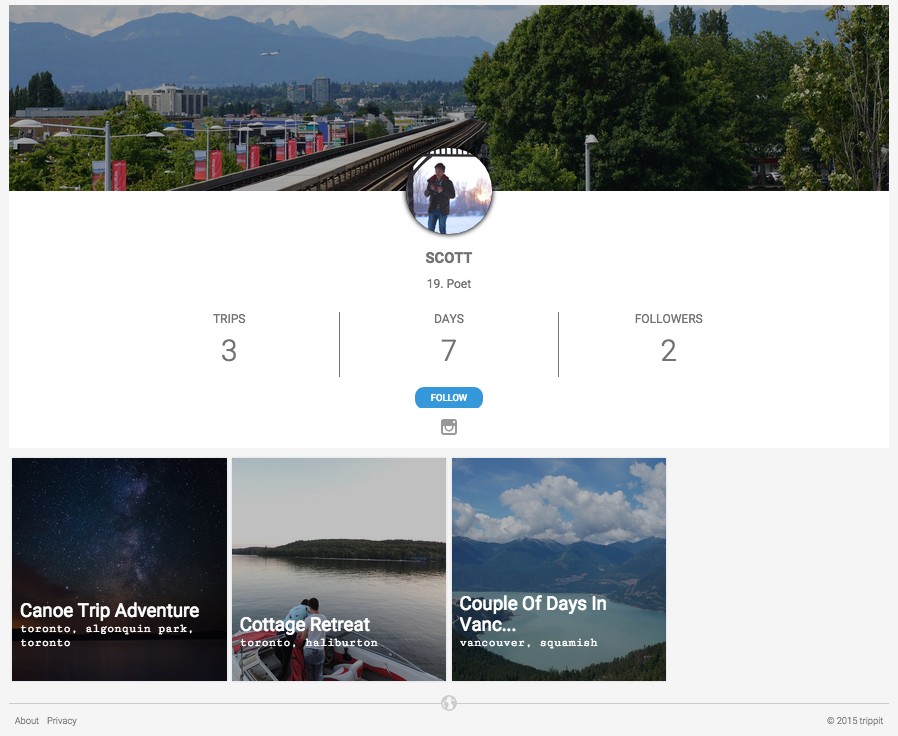 SCOTT
19. Poet
TRIPS
DAYS
FOLLOWERS
3
7
2
FOLLOW
Canoe Trip Adventure
toronto, algonquin park,
toronto
Cottage Retreat
toronto, haliburton
Couple Of Days In
Vanc...
vancouver, squamish
About Privacy
© 2015 trippit